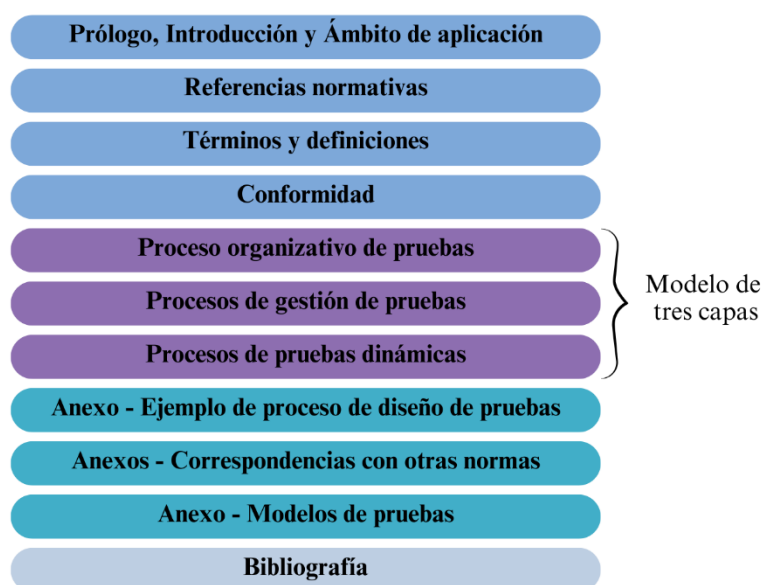 Prólogo, Introducción y Ámbito de aplicación
Referencias normativas
Términos y definiciones
Conformidad
Proceso organizativo de pruebas
Procesos de gestión de pruebas
Procesos de pruebas dinámicas
Modelo de
tres capas
Anexo - Ejemplo de proceso de diseño de pruebas
Anexos - Correspondencias con otras normas
Anexo - Modelos de pruebas
Bibliografía